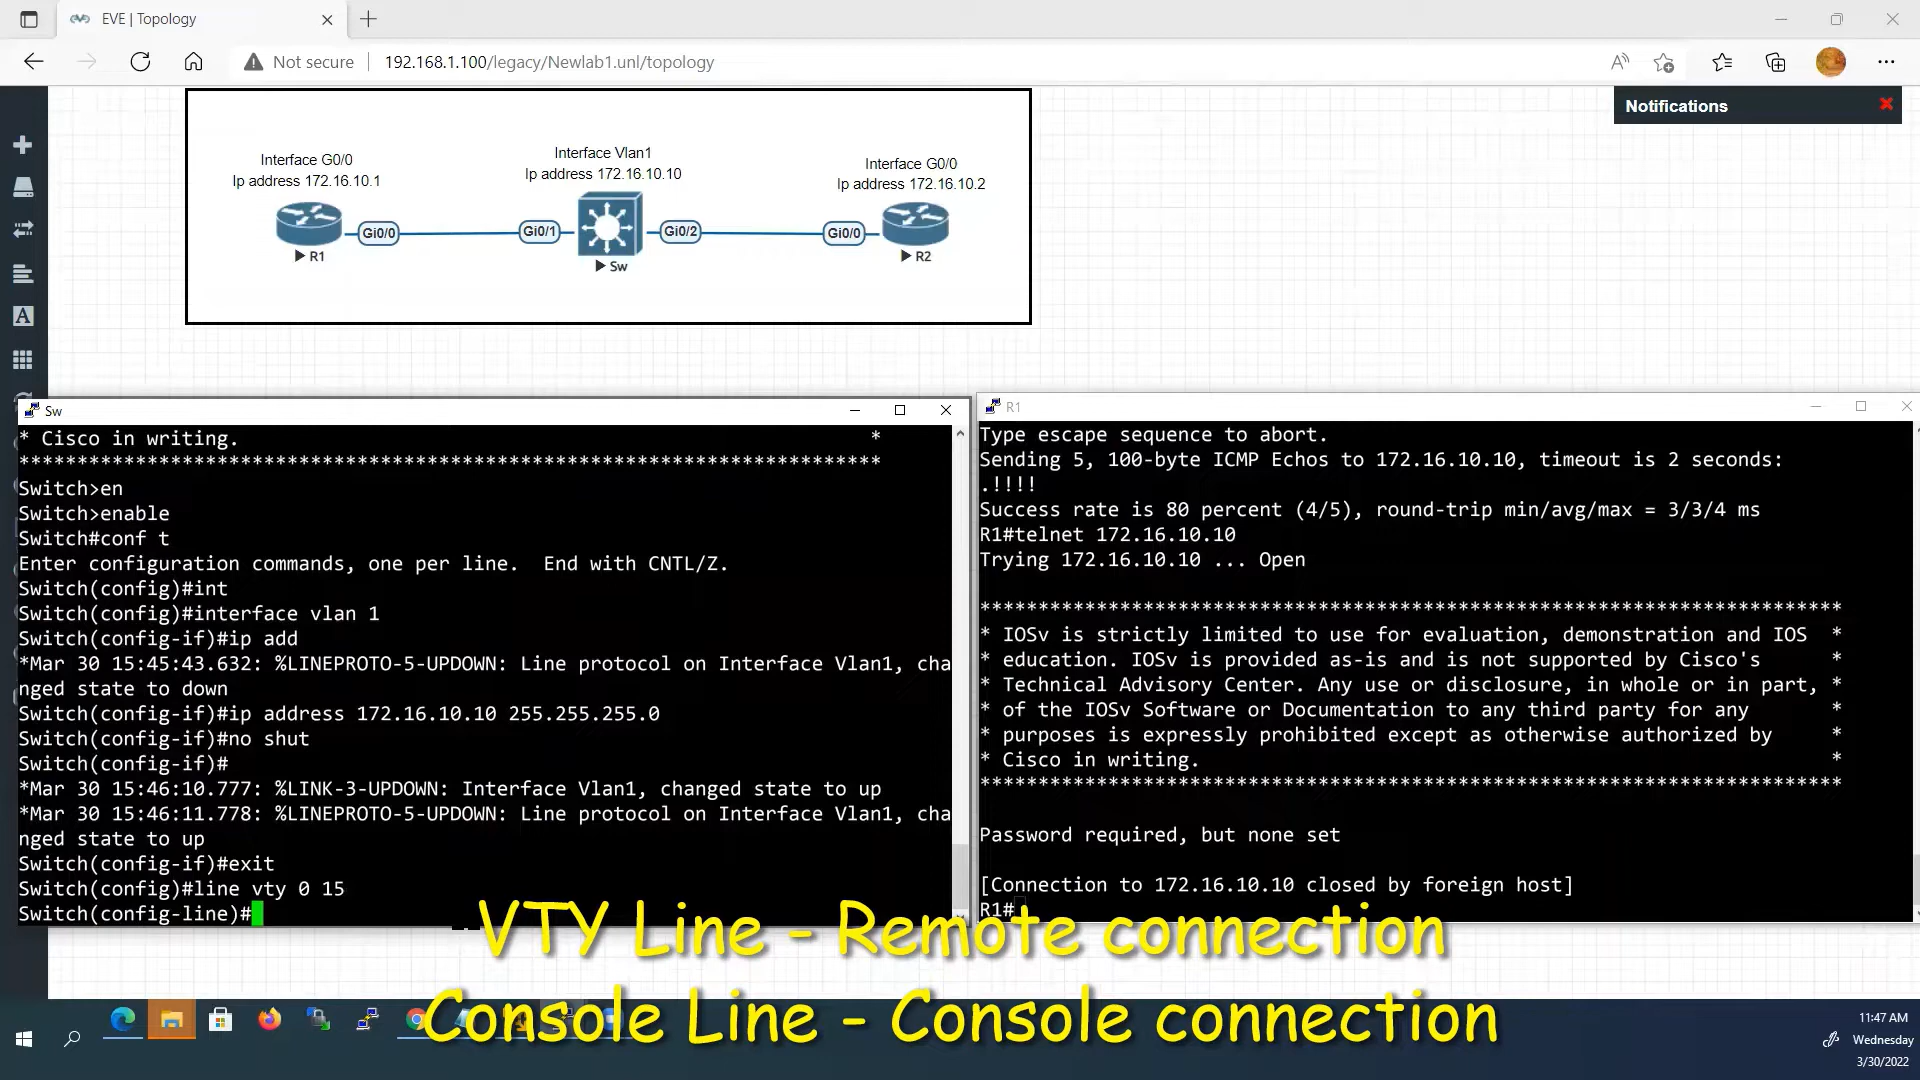 EVE | Topology
Not secure
192.168.1.100/legacy/Newlab1.unl/topology
Notifications
Interface G0/0
Ip address 172.16.10.1
Interface Vlan1
Ip address 172.16.10.10
Interface G0/0
Ip address 172.16.10.2
Gi0/0
Gi0/1
Gi0/2
Gi0/0
R1
Sw
R2
Sw
* Cisco in writing. *
**************************************************************************
Switch>en
Switch>enable
Switch#conf t
Enter configuration commands, one per line.  End with CNTL/Z.
Switch(config)#int
Switch(config)#interface vlan 1
Switch(config-if)#ip add
*Mar 30 15:45:43.632: %LINEPROTO-5-UPDOWN: Line protocol on Interface Vlan1, cha
nged state to down
Switch(config-if)#ip address 172.16.10.10 255.255.255.0
Switch(config-if)#no shut
Switch(config-if)#
*Mar 30 15:46:10.777: %LINK-3-UPDOWN: Interface Vlan1, changed state to up
*Mar 30 15:46:11.778: %LINEPROTO-5-UPDOWN: Line protocol on Interface Vlan1, cha
nged state to up
Switch(config-if)#exit
Switch(config)#line vty 0 15
Switch(config-line)#
R1
Type escape sequence to abort.
Sending 5, 100-byte ICMP Echos to 172.16.10.10, timeout is 2 seconds:
.!!!!
Success rate is 80 percent (4/5), round-trip min/avg/max = 3/3/4 ms
R1#telnet 172.16.10.10
Trying 172.16.10.10 ... Open
**************************************************************************
* IOSv is strictly limited to use for evaluation, demonstration and IOS  *
* education. IOSv is provided as-is and is not supported by Cisco's      *
* Technical Advisory Center. Any use or disclosure, in whole or in part, *
* of the IOSv Software or Documentation to any third party for any       *
* purposes is expressly prohibited except as otherwise authorized by     *
* Cisco in writing.                                                      *
**************************************************************************
Password required, but none set
[Connection to 172.16.10.10 closed by foreign host]
R1#
VTY Line - Remote connection
Console Line - Console connection
11:47 AM
Wednesday
3/30/2022